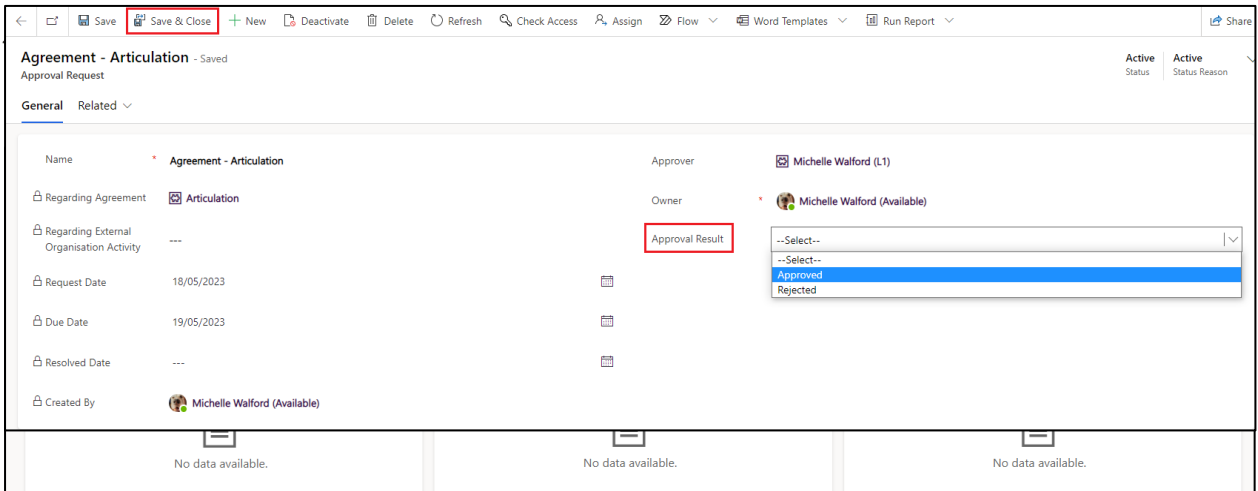 Save Save & Close New Deactivate Delete Refresh Check Access Assign Flow Word Templates Run Report Share
Agreement - Articulation - Saved
Approval Request
Active Active
Status Status Reason
General Related
Name * Agreement - Articulation Approver Michelle Walford (L1)
Regarding Agreement Articulation Owner * Michelle Walford (Available)
Regarding External
Organisation Activity --- Approval Result --Select--
--Select--
Approved
Rejected
Request Date 18/05/2023
Due Date 19/05/2023
Resolved Date ---
Created By Michelle Walford (Available)
No data available. No data available. No data available.